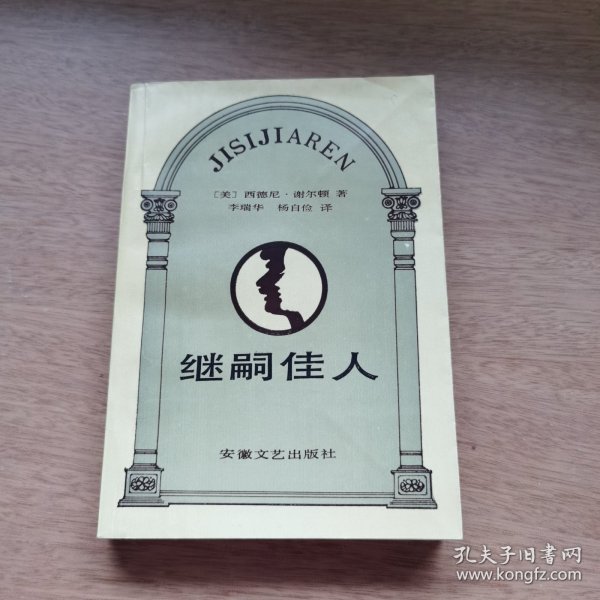 JISIJIAREN
［美］西德尼·谢尔顿 著
李瑞华 杨自俭 译
继嗣佳人
安徽文艺出版社
孔夫子旧书网
www.kongfz.com